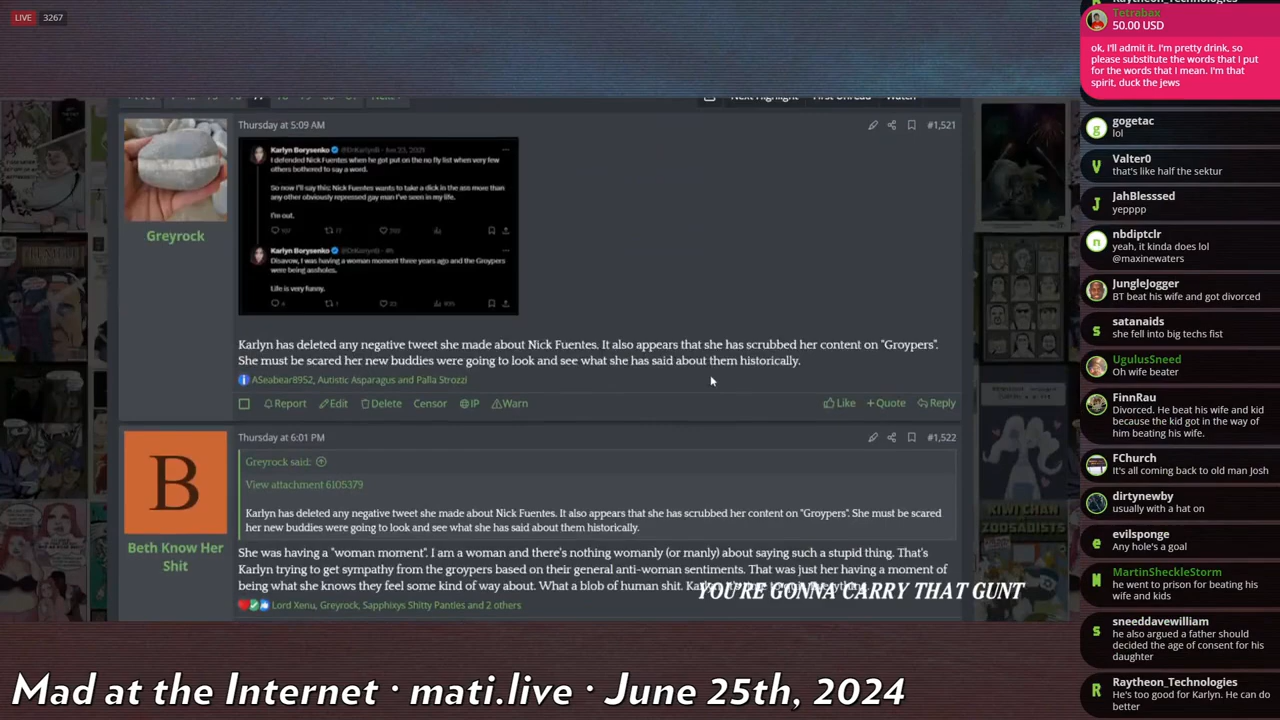 LIVE 3267
Next Highlight First Unread Watch
Thursday at 5:09 AM #1,521
Greyrock
Karlyn Borysenko @DrKarlynB · Jun 23, 2021
I defended Nick Fuentes when he got put on the no fly list when very few
others bothered to say a word.
So now I'll say this: Nick Fuentes wants to take a dick in the ass more than
any other obviously repressed gay man I've seen in my life.
I'm out.
Karlyn Borysenko @DrKarlynB · 4h
Disavow, I was having a woman moment three years ago and the Groypers
were being assholes.
Life is very funny.
Karlyn has deleted any negative tweet she made about Nick Fuentes. It also appears that she has scrubbed her content on "Groypers".
She must be scared her new buddies were going to look and see what she has said about them historically.
ASeabear8952, Autistic Asparagus and Palla Strozzi
Report Edit Delete Censor IP Warn Like +Quote Reply
Thursday at 6:01 PM #1,522
B
Beth Know Her
Shit
Greyrock said:
View attachment 6105379
Karlyn has deleted any negative tweet she made about Nick Fuentes. It also appears that she has scrubbed her content on "Groypers". She must be scared
her new buddies were going to look and see what she has said about them historically.
She was having a "woman moment". I am a woman and there's nothing womanly (or manly) about saying such a stupid thing. That's
Karlyn trying to get sympathy from the groypers based on their general anti-woman sentiments. That was just her having a moment of
being what she knows they feel some kind of way about. What a blob of human shit.
YOU'RE GONNA CARRY THAT GUNT
Lord Xenu, Greyrock, Sapphixys Shitty Panties and 2 others
KIWI CHAN
ZOOSADISTS
Mad at the Internet · mati.live · June 25th, 2024
Raytheon_Technologies
Tetrabax
50.00 USD
ok, I'll admit it. I'm pretty drink, so
please substitute the words that I put
for the words that I mean. I'm that
spirit, duck the jews
gogetac
lol
Valter0
that's like half the sektur
JahBlesssed
yepppp
nbdiptclr
yeah, it kinda does lol
@maxinewaters
JungleJogger
BT beat his wife and got divorced
satanaids
she fell into big techs fist
UgulusSneed
Oh wife beater
FinnRau
Divorced. He beat his wife and kid
because the kid got in the way of
him beating his wife.
FChurch
It's all coming back to old man Josh
dirtynewby
usually with a hat on
evilsponge
Any hole's a goal
MartinSheckleStorm
he went to prison for beating his
wife and kids
sneeddavewilliam
he also argued a father should
decided the age of consent for his
daughter
Raytheon_Technologies
He's too good for Karlyn. He can do
better